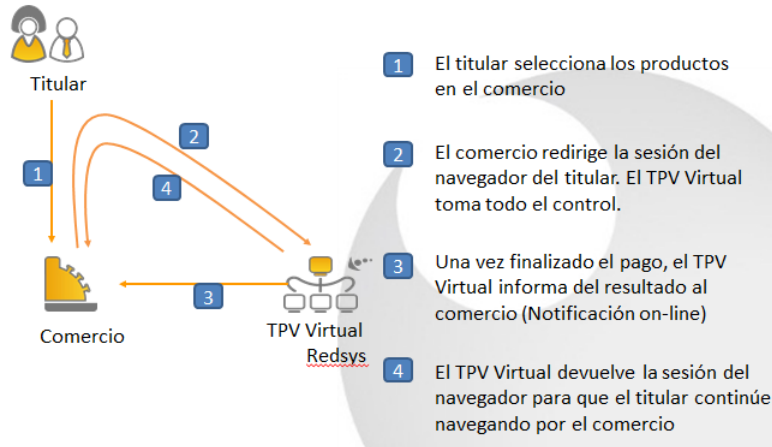 Titular
1
2
4
3
Comercio
TPV Virtual
Redsys
1
El titular selecciona los productos
en el comercio
2
El comercio redirige la sesión del
navegador del titular. El TPV Virtual
toma todo el control.
3
Una vez finalizado el pago, el TPV
Virtual informa del resultado al
comercio (Notificación on-line)
4
El TPV Virtual devuelve la sesión del
navegador para que el titular continúe
navegando por el comercio